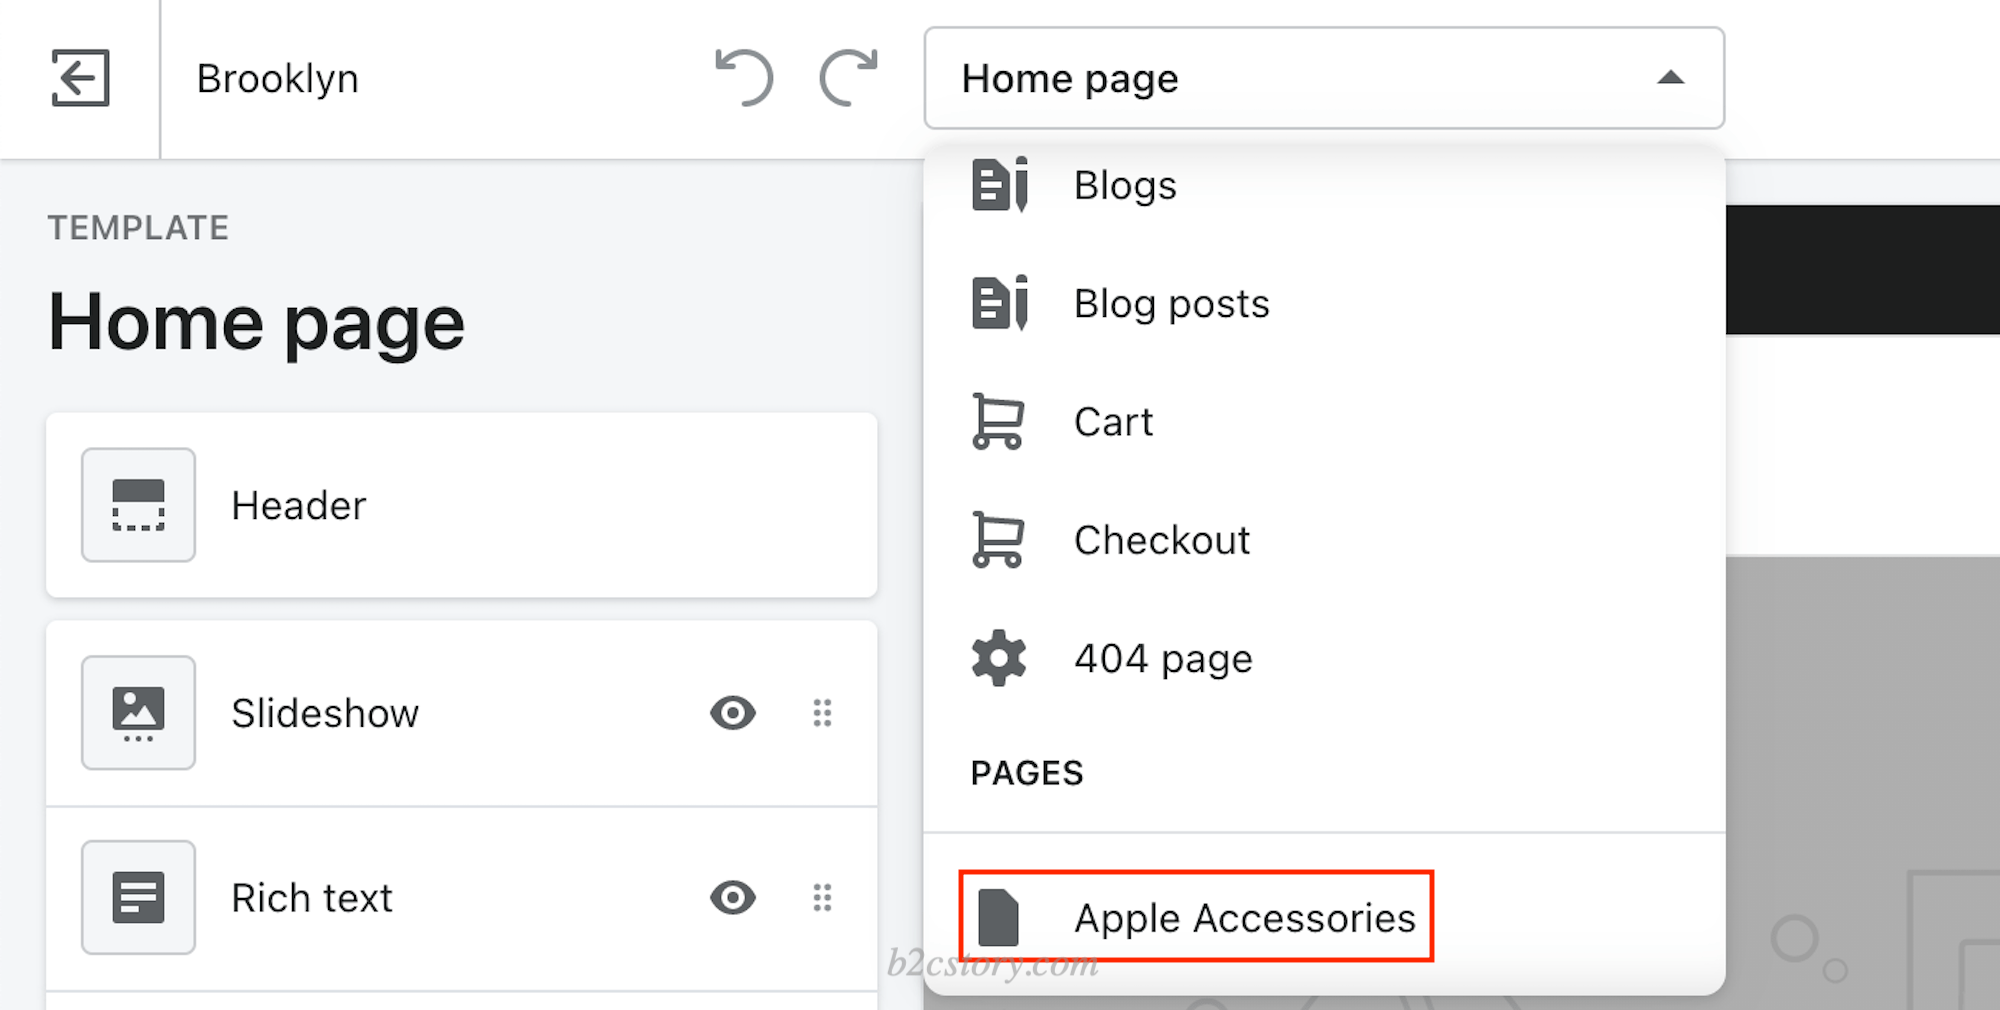 Brooklyn
Home page
TEMPLATE
Home page
Header
Slideshow
Rich text
Blogs
Blog posts
Cart
Checkout
404 page
PAGES
Apple Accessories
b2cstory.com